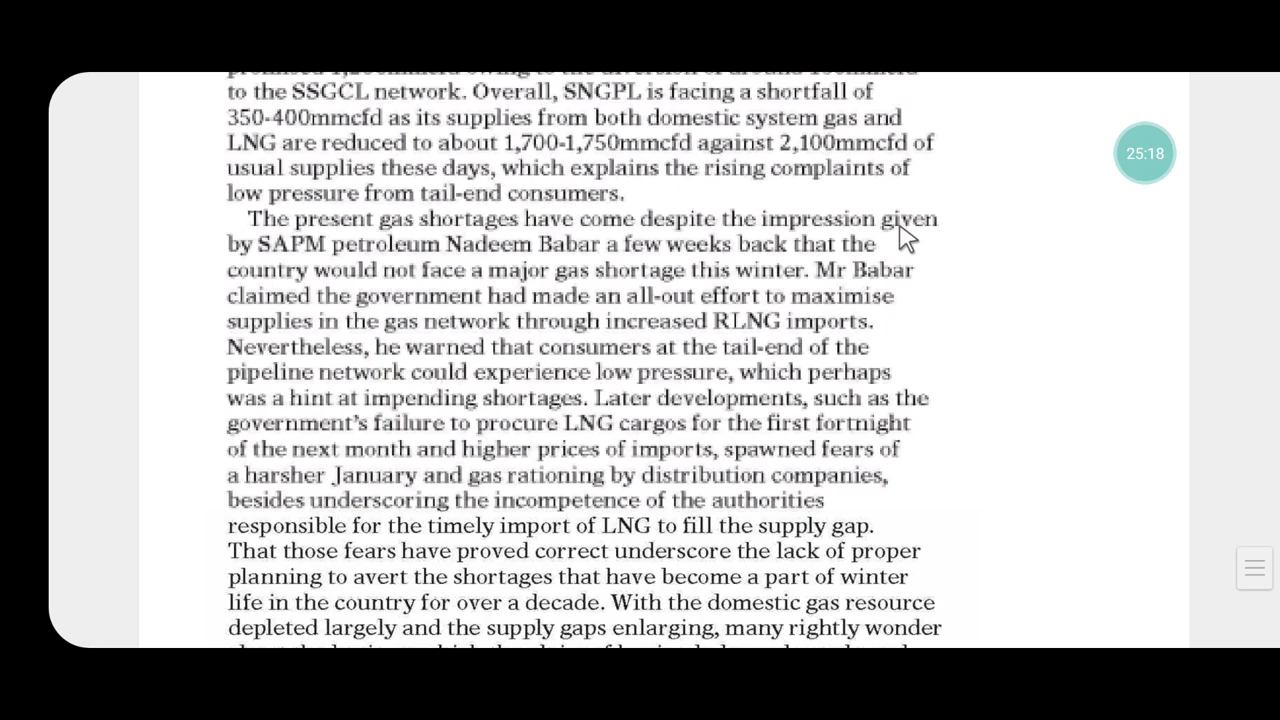 to the SSGCL network. Overall, SNGPL is facing a shortfall of
350-400mmcfd as its supplies from both domestic system gas and
LNG are reduced to about 1,700-1,750mmcfd against 2,100mmcfd of
usual supplies these days, which explains the rising complaints of
low pressure from tail-end consumers.
The present gas shortages have come despite the impression given
by SAPM petroleum Nadeem Babar a few weeks back that the
country would not face a major gas shortage this winter. Mr Babar
claimed the government had made an all-out effort to maximise
supplies in the gas network through increased RLNG imports.
Nevertheless, he warned that consumers at the tail-end of the
pipeline network could experience low pressure, which perhaps
was a hint at impending shortages. Later developments, such as the
government's failure to procure LNG cargos for the first fortnight
of the next month and higher prices of imports, spawned fears of
a harsher January and gas rationing by distribution companies,
besides underscoring the incompetence of the authorities
responsible for the timely import of LNG to fill the supply gap.
That those fears have proved correct underscore the lack of proper
planning to avert the shortages that have become a part of winter
life in the country for over a decade. With the domestic gas resource
depleted largely and the supply gaps enlarging, many rightly wonder
25:18